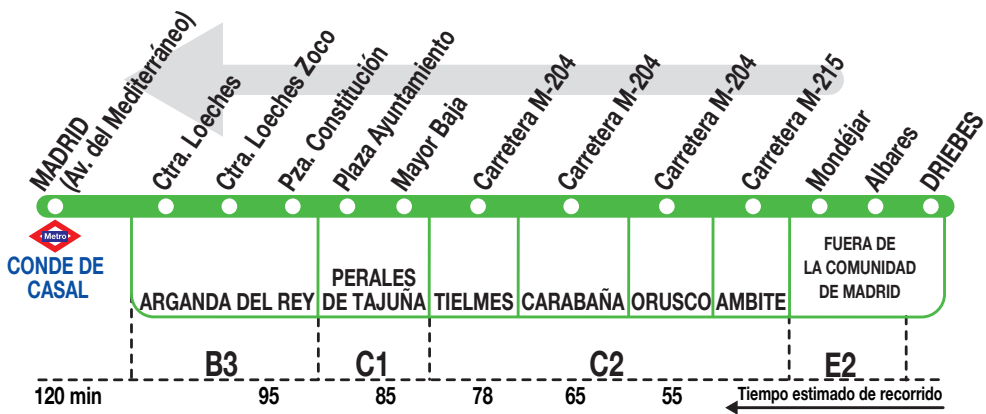 MADRID
(Av. del Mediterráneo)
Ctra. Loeches
Ctra. Loeches Zoco
Pza. Constitución
Plaza Ayuntamiento
Mayor Baja
Carretera M-204
Carretera M-204
Carretera M-204
Carretera M-215
Mondéjar
Albares
DRIEBES
Metro
CONDE DE
CASAL
ARGANDA DEL REY
PERALES
DE TAJUÑA
TIELMES
CARABAÑA
ORUSCO
AMBITE
FUERA DE
LA COMUNIDAD
DE MADRID
B3
C1
C2
E2
120 min
95
85
78
65
55
Tiempo estimado de recorrido